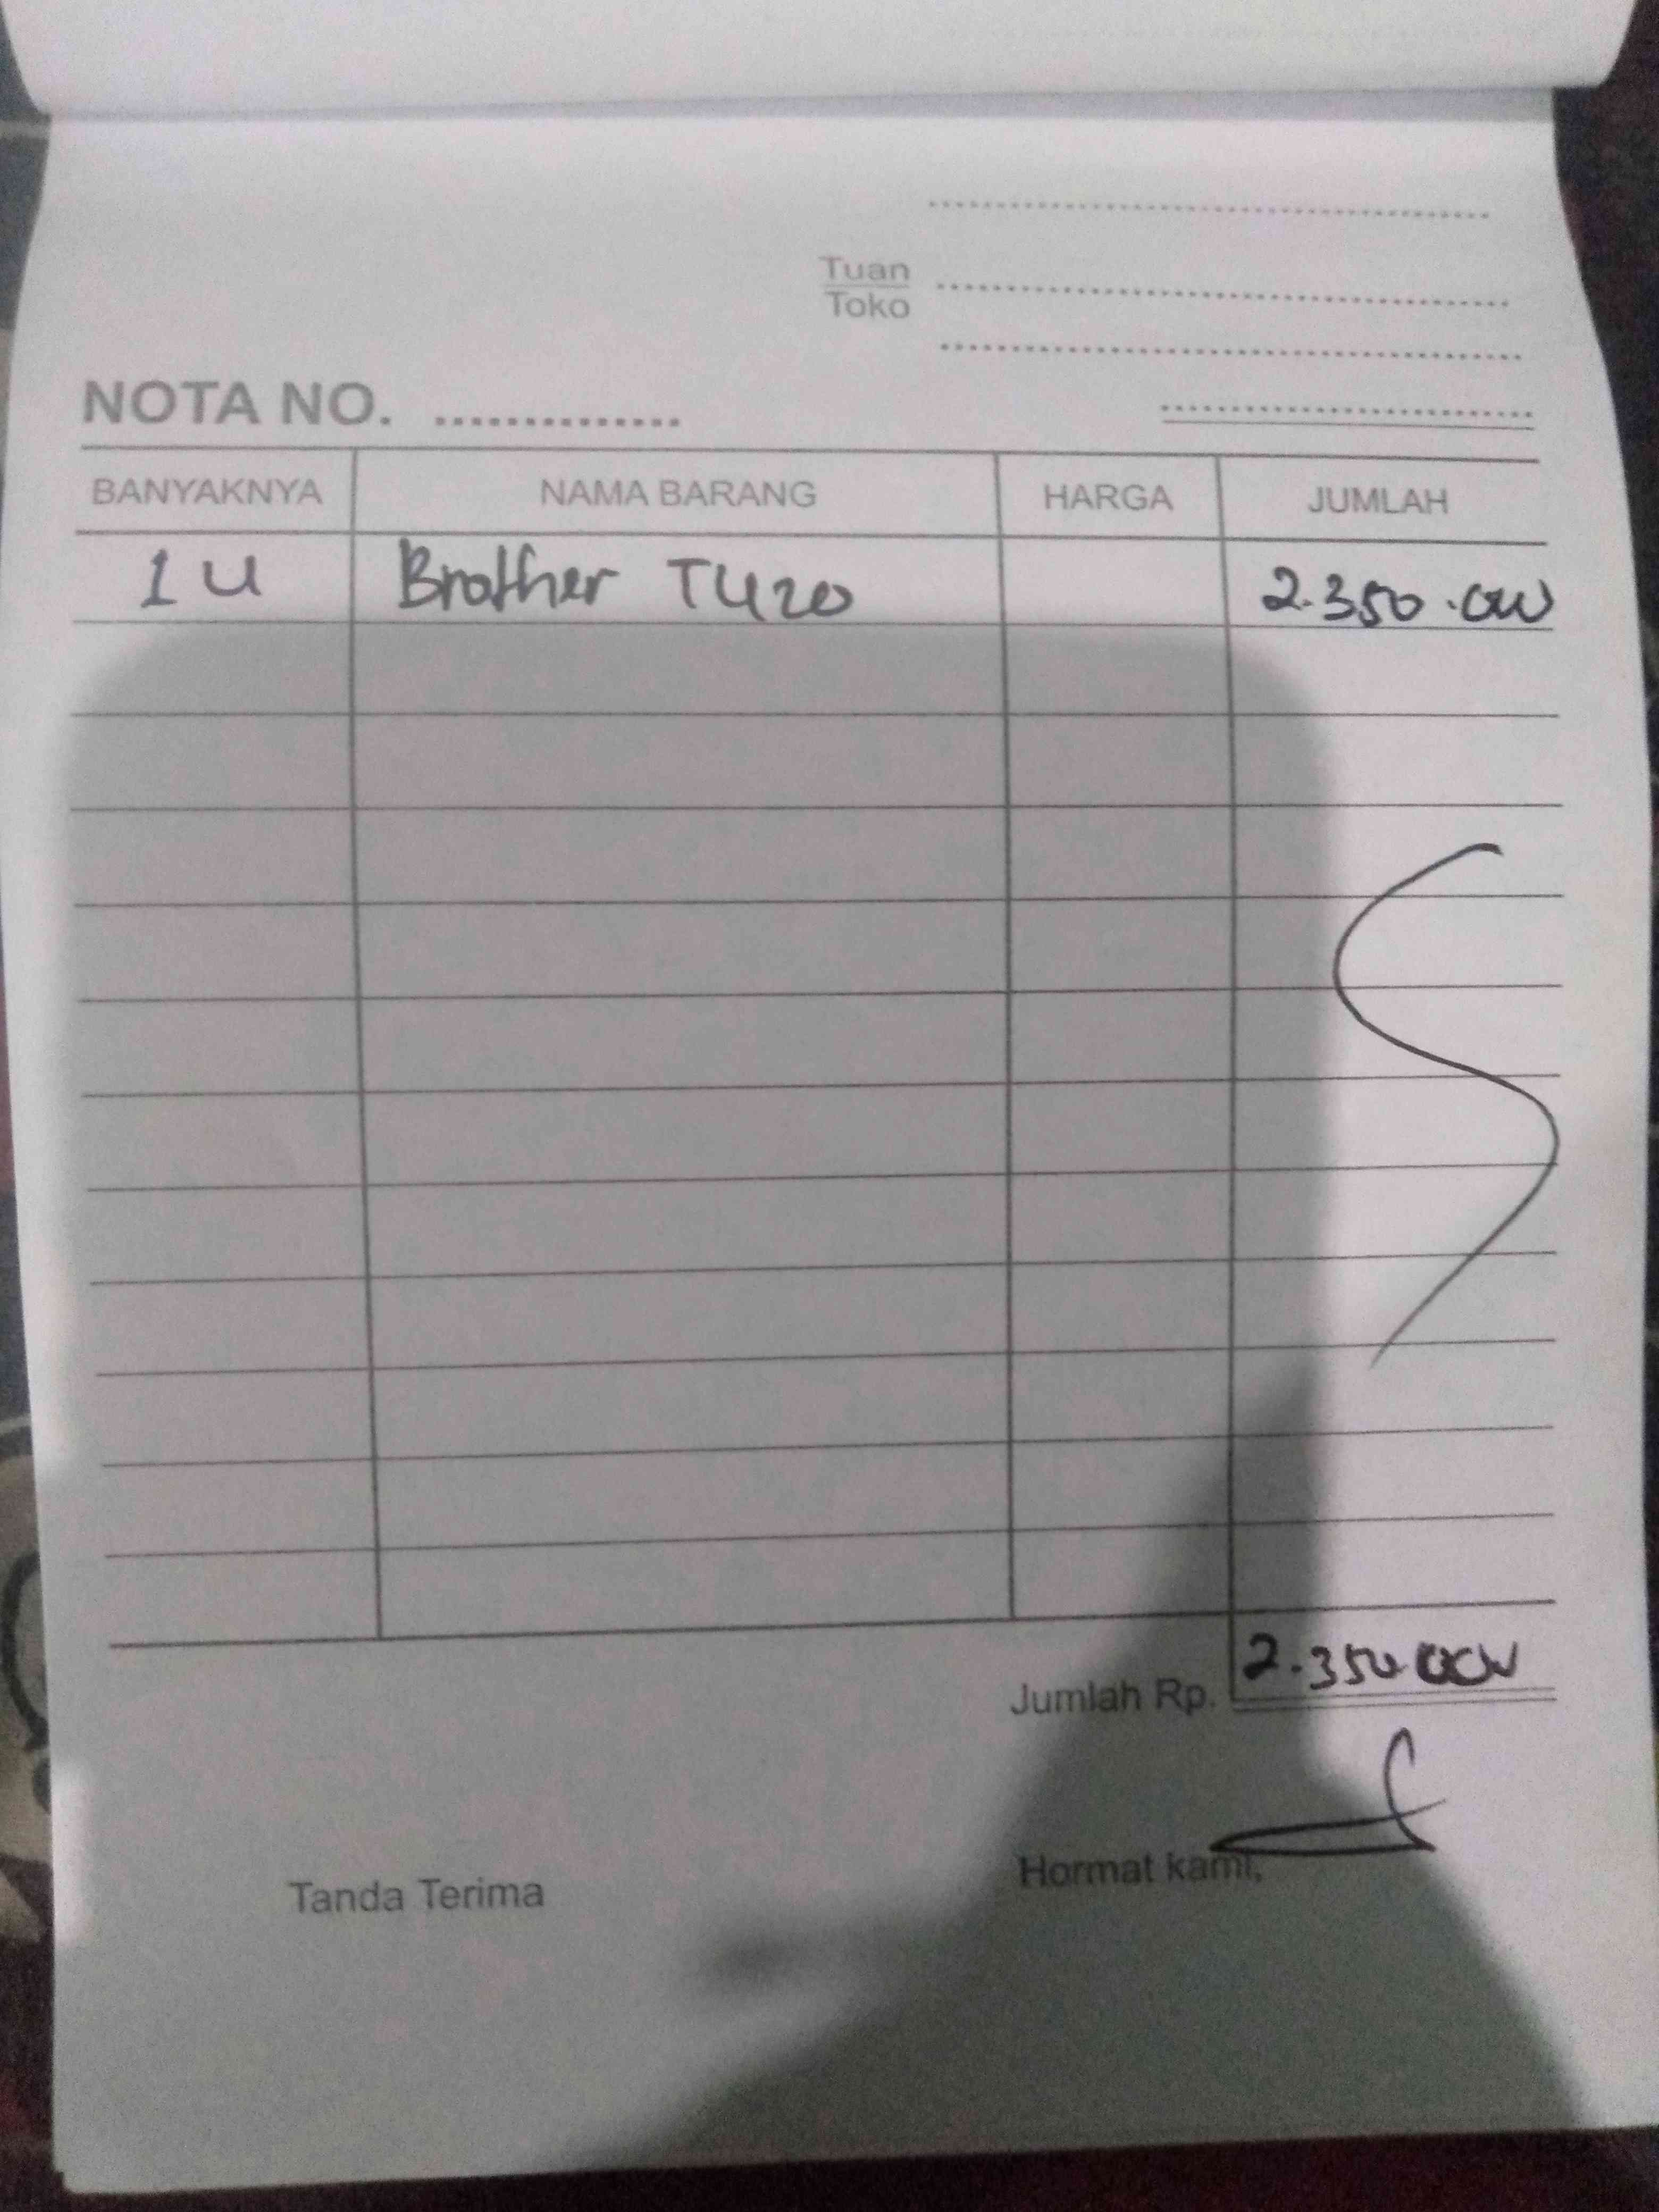 Tuan
Toko
NOTA NO. ..............
BANYAKNYA NAMA BARANG HARGA JUMLAH
1 U Brother T420 2.350.000
Jumlah Rp. 2.350.000
Tanda Terima Hormat kami,